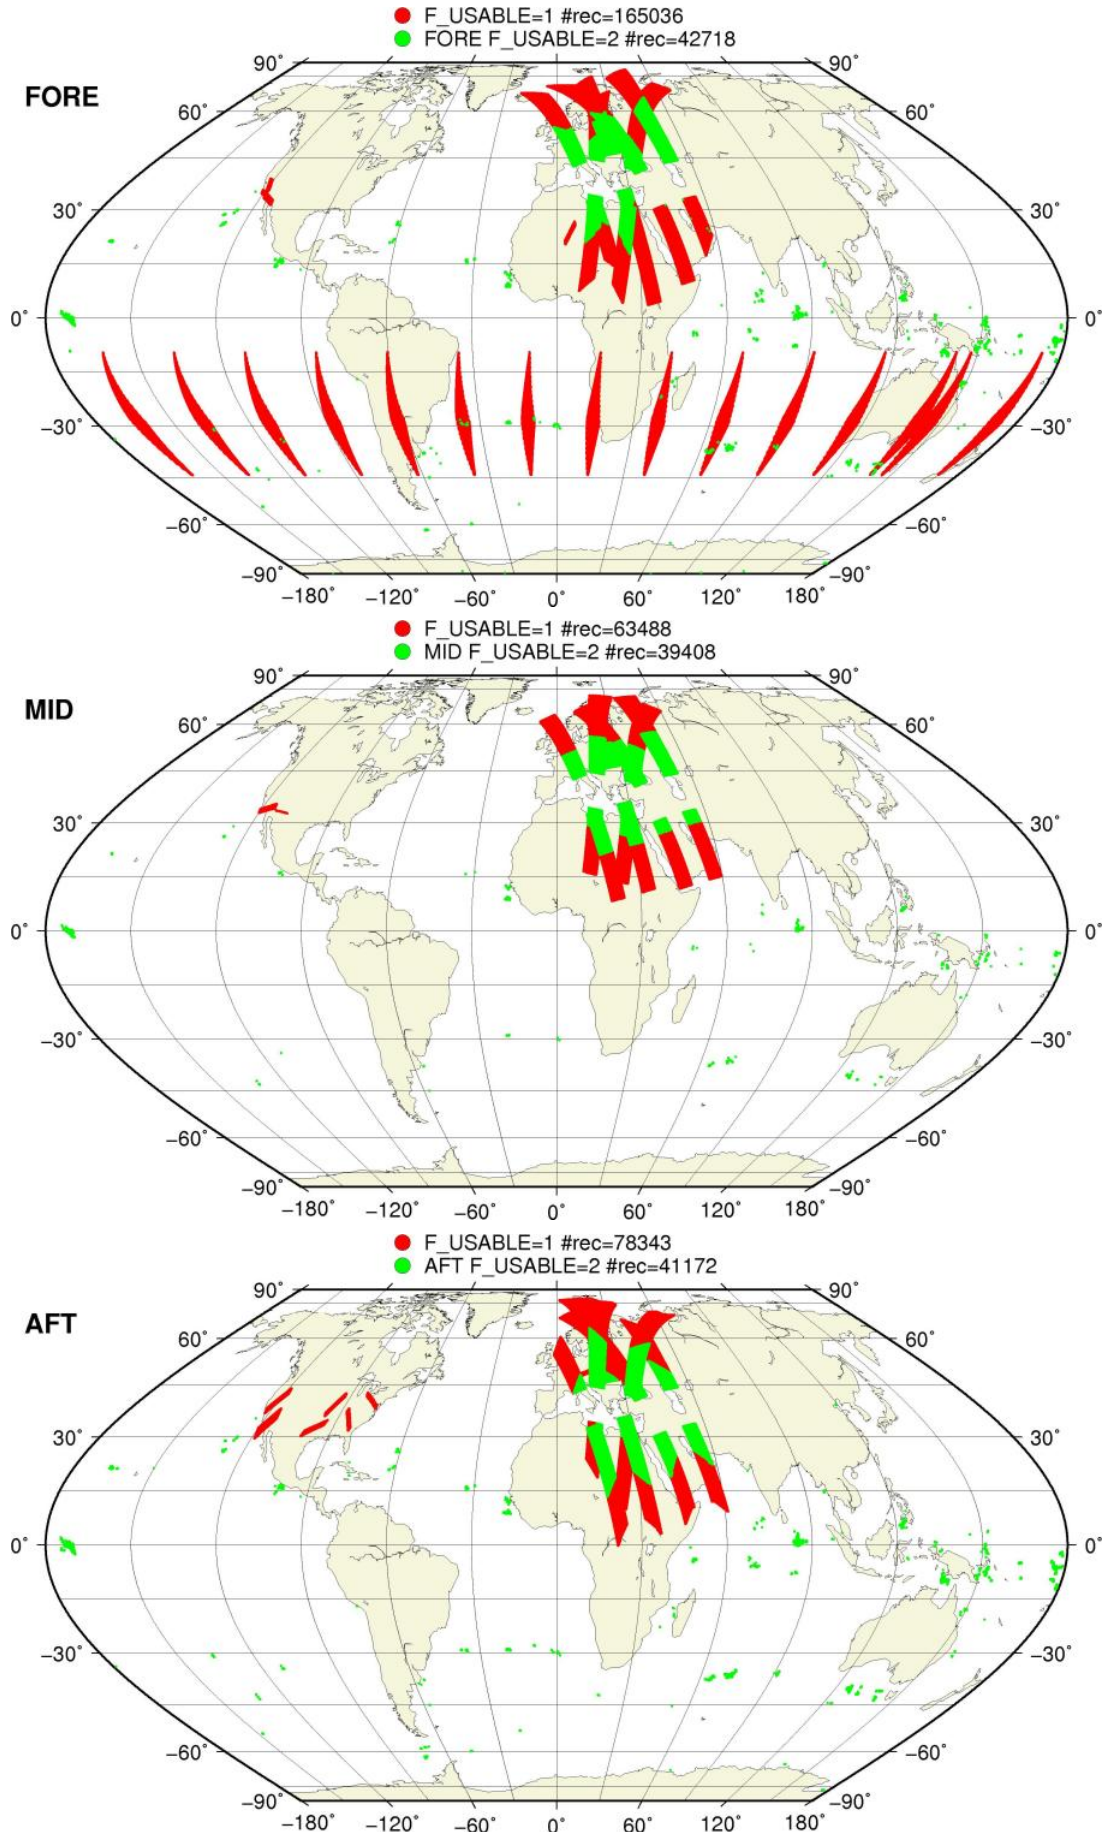 F_USABLE=1 #rec=165036
FORE F_USABLE=2 #rec=42718
FORE
90˚ 90˚
60˚ 60˚
30˚ 30˚
0˚ 0˚
−30˚ −30˚
−60˚ −60˚
−90˚ −90˚
−180˚ −120˚ −60˚ 0˚ 60˚ 120˚ 180˚
F_USABLE=1 #rec=63488
MID F_USABLE=2 #rec=39408
MID
90˚ 90˚
60˚ 60˚
30˚ 30˚
0˚ 0˚
−30˚ −30˚
−60˚ −60˚
−90˚ −90˚
−180˚ −120˚ −60˚ 0˚ 60˚ 120˚ 180˚
F_USABLE=1 #rec=78343
AFT F_USABLE=2 #rec=41172
AFT
90˚ 90˚
60˚ 60˚
30˚ 30˚
0˚ 0˚
−30˚ −30˚
−60˚ −60˚
−90˚ −90˚
−180˚ −120˚ −60˚ 0˚ 60˚ 120˚ 180˚